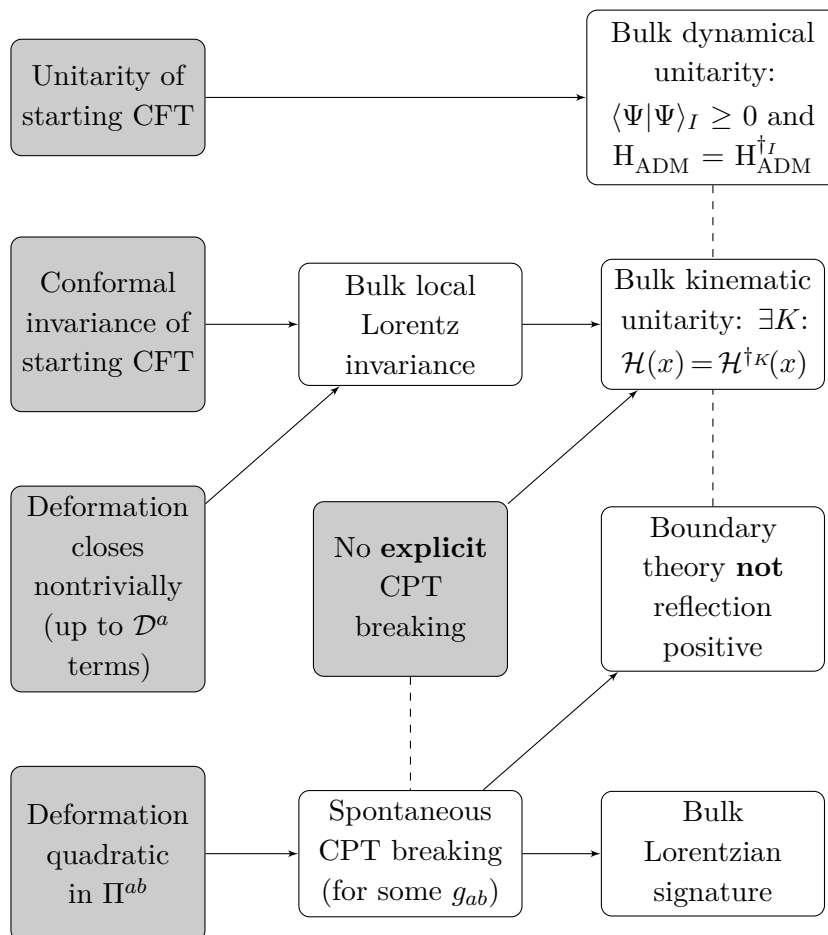 Unitarity of
starting CFT
Bulk dynamical
unitarity:
⟨Ψ|Ψ⟩_I ≥ 0 and
H_ADM = H_ADM^{†_I}
Conformal
invariance of
starting CFT
Bulk local
Lorentz
invariance
Bulk kinematic
unitarity: ∃K:
ℋ(x) = ℋ^{†_K}(x)
Deformation
closes
nontrivially
(up to 𝒟^a
terms)
No explicit
CPT
breaking
Boundary
theory not
reflection
positive
Deformation
quadratic
in Π^{ab}
Spontaneous
CPT breaking
(for some g_{ab})
Bulk
Lorentzian
signature